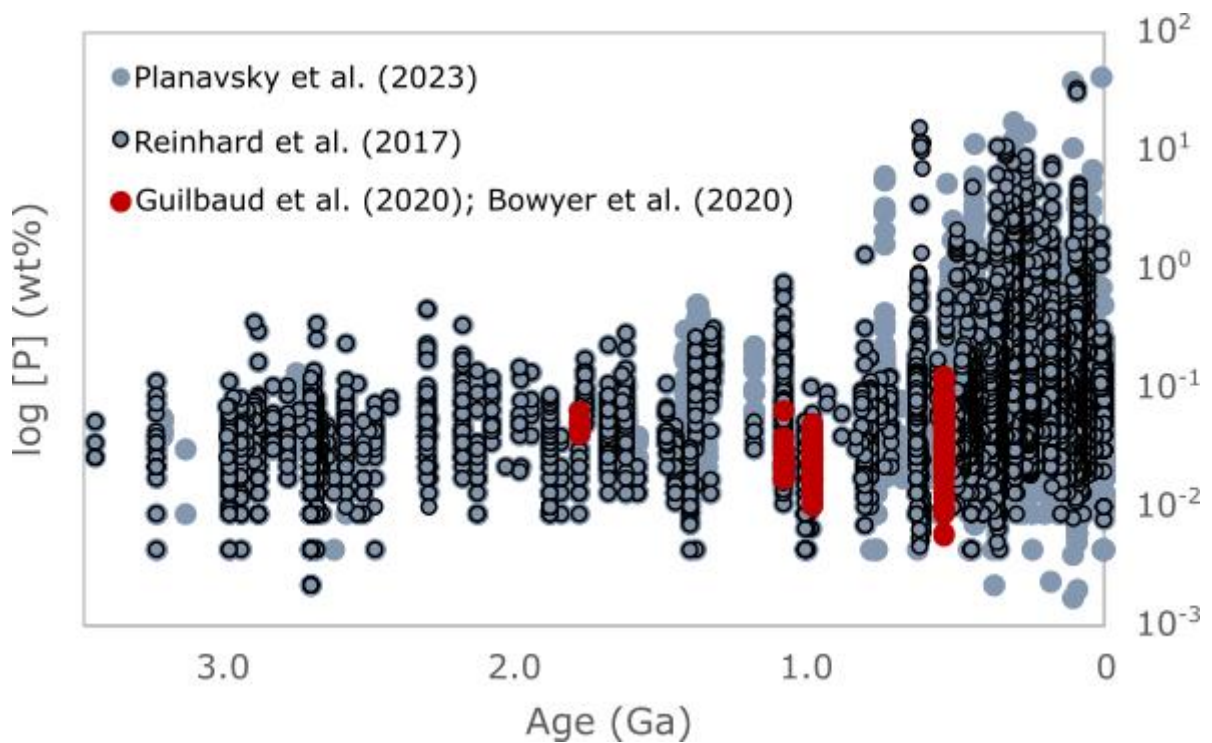 Planavsky et al. (2023)
Reinhard et al. (2017)
Guilbaud et al. (2020); Bowyer et al. (2020)
log [P] (wt%)
10²
10¹
10⁰
10⁻¹
10⁻²
10⁻³
3.0 2.0 1.0 0
Age (Ga)